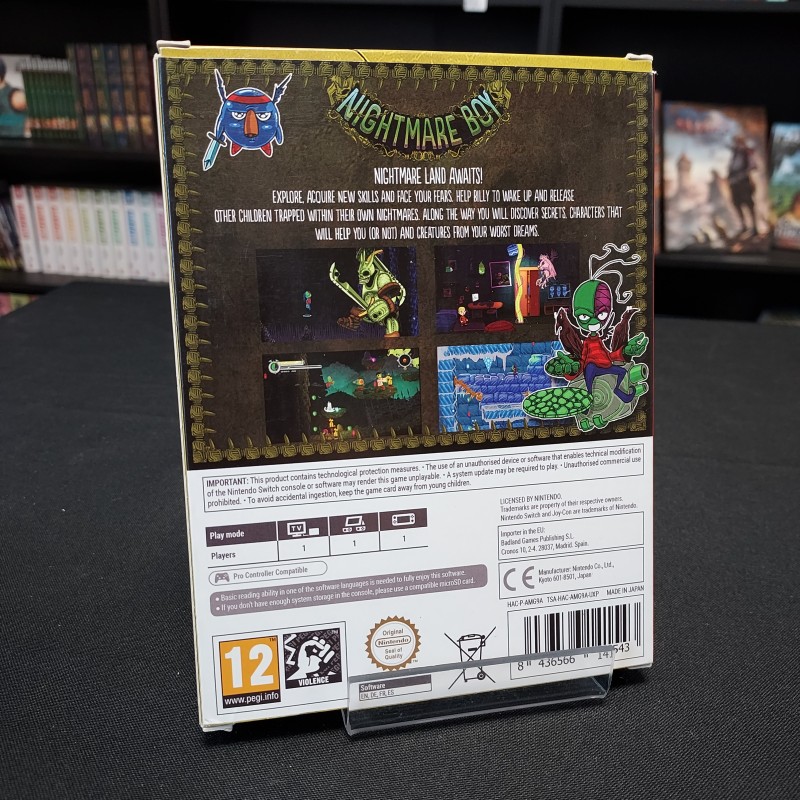 NIGHTMARE BOY
NIGHTMARE LAND AWAITS!
EXPLORE, ACQUIRE NEW SKILLS AND FACE YOUR FEARS. HELP BILLY TO WAKE UP AND RELEASE
OTHER CHILDREN TRAPPED WITHIN THEIR OWN NIGHTMARES. ALONG THE WAY YOU WILL DISCOVER SECRETS, CHARACTERS THAT
WILL HELP YOU (OR NOT) AND CREATURES FROM YOUR WORST DREAMS.
IMPORTANT: This product contains technological protection measures. • The use of an unauthorised device or software that enables technical modification
of the Nintendo Switch console or software may render this game unplayable. • A system update may be required to play. • Unauthorised commercial use
prohibited. • To avoid accidental ingestion, keep the game card away from young children.
Play mode
TV
Players
1
1
1
Pro Controller Compatible
• Basic reading ability in one of the software languages is needed to fully enjoy this software.
• If you don't have enough system storage in the console, please use a compatible microSD card.
LICENSED BY NINTENDO.
Trademarks are property of their respective owners.
Nintendo Switch and Joy-Con are trademarks of Nintendo.
Importer in the EU:
Badland Games Publishing S.L.
Cronos 10, 2-4. 28037, Madrid. Spain.
CE
Manufacturer: Nintendo Co., Ltd.,
Kyoto 601-8501, Japan
HAC-P-AMG9A TSA-HAC-AMG9A-UXP MADE IN JAPAN
12
www.pegi.info
VIOLENCE
Original
Nintendo
Seal of
Quality
Software
EN, DE, FR, ES
8 436566 141543